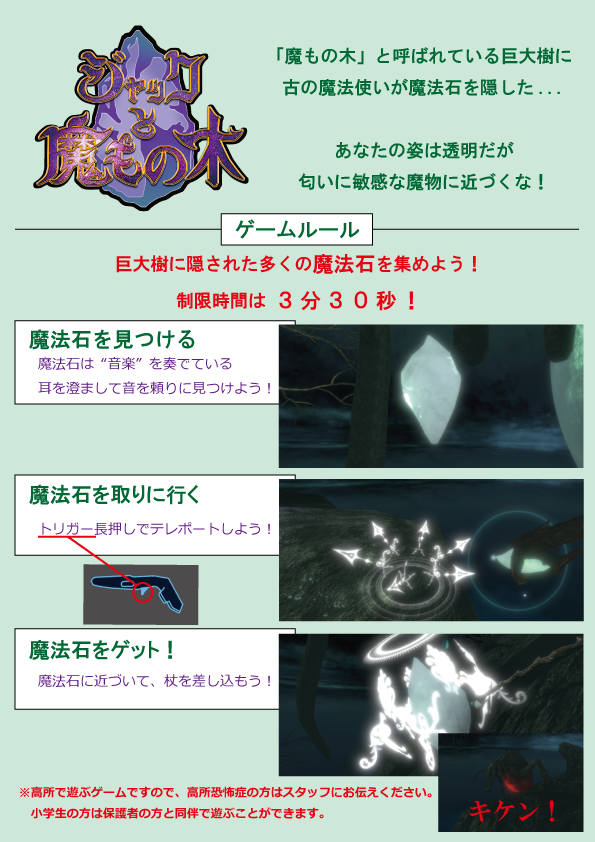 ジャック
と
魔もの木
「魔もの木」と呼ばれている巨大樹に
古の魔法使いが魔法石を隠した...
あなたの姿は透明だが
匂いに敏感な魔物に近づくな！
ゲームルール
巨大樹に隠された多くの魔法石を集めよう！
制限時間は 3分30秒！
魔法石を見つける
魔法石は“音楽”を奏でている
耳を澄まして音を頼りに見つけよう！
魔法石を取りに行く
トリガー長押しでテレポートしよう！
魔法石をゲット！
魔法石に近づいて、杖を差し込もう！
キケン！
※高所で遊ぶゲームですので、高所恐怖症の方はスタッフにお伝えください。
小学生の方は保護者の方と同伴で遊ぶことができます。